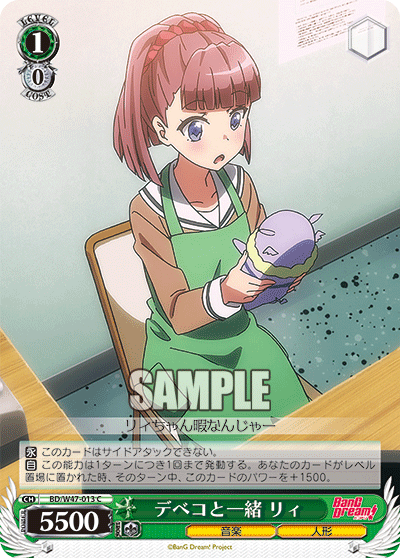 LEVEL
1
0
COST
SAMPLE
リィちゃん暇なんじゃー
永 このカードはサイドアタックできない。
自 この能力は1ターンにつき1回まで発動する。あなたのカードがレベル
置場に置かれた時、そのターン中、このカードのパワーを+1500。
CH
BD/W47-013 C
5500
デベコと一緒 リィ
BanG Dream!
音楽
人形
©BanG Dream! Project